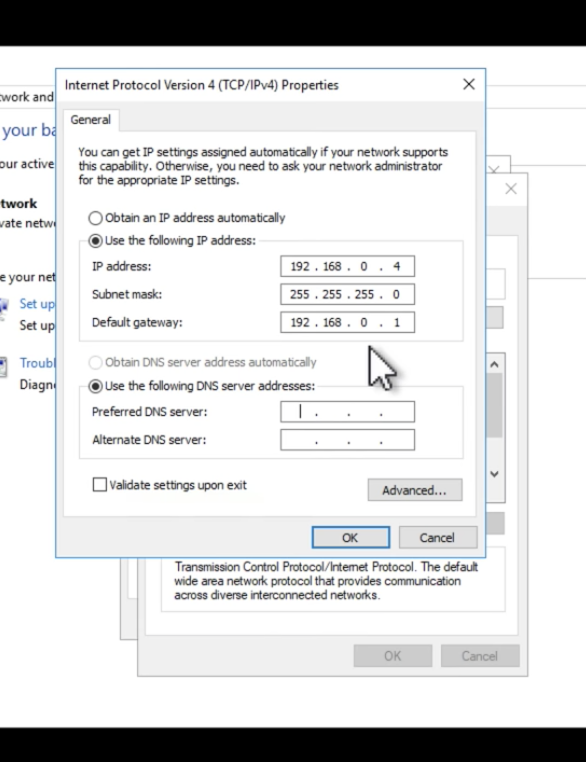 Internet Protocol Version 4 (TCP/IPv4) Properties
work and
General
your ba
You can get IP settings assigned automatically if your network supports
this capability. Otherwise, you need to ask your network administrator
for the appropriate IP settings.
our active
twork
vate netwo
Obtain an IP address automatically
Use the following IP address:
IP address: 192 . 168 . 0 . 4
e your net
Subnet mask: 255 . 255 . 255 . 0
Set up
Default gateway: 192 . 168 . 0 . 1
Set up
Obtain DNS server address automatically
Troubl
Use the following DNS server addresses:
Diagn
Preferred DNS server: . . .
Alternate DNS server: . . .
Validate settings upon exit
Advanced...
OK Cancel
Transmission Control Protocol/Internet Protocol. The default
wide area network protocol that provides communication
across diverse interconnected networks.
OK Cancel